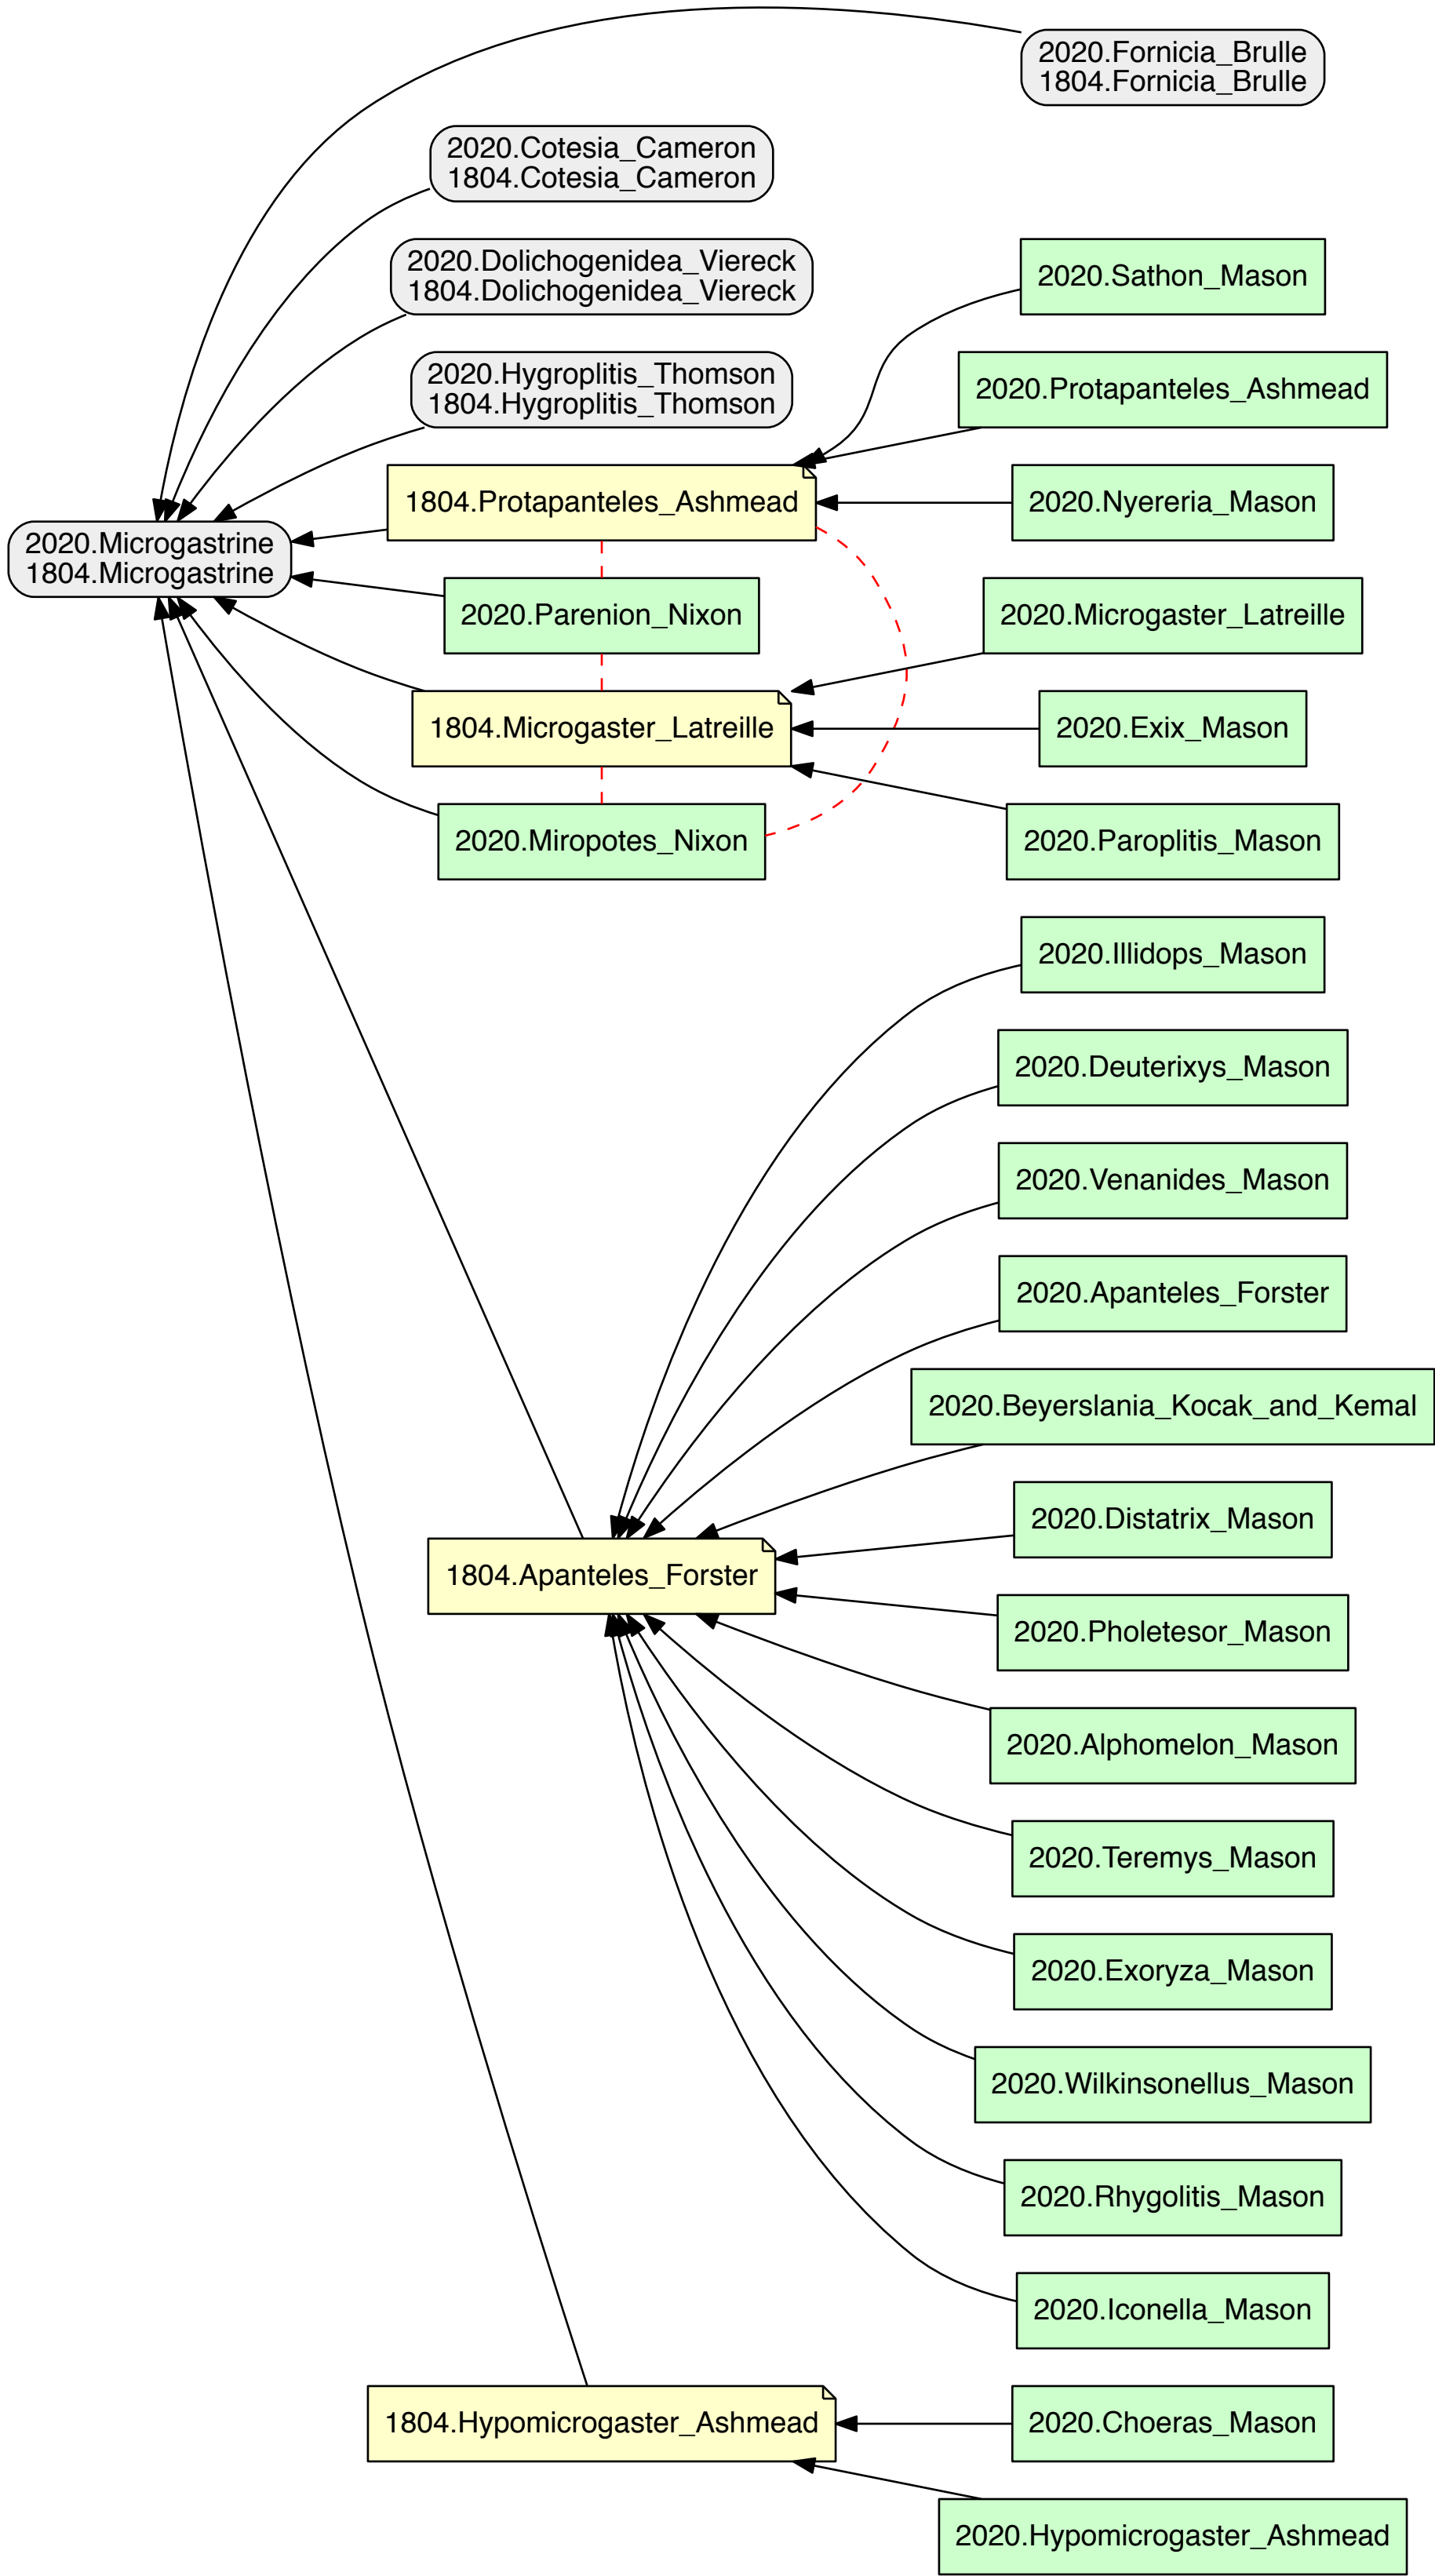 2020.Fornicia_Brulle
1804.Fornicia_Brulle
2020.Cotesia_Cameron
1804.Cotesia_Cameron
2020.Dolichogenidea_Viereck
1804.Dolichogenidea_Viereck
2020.Sathon_Mason
2020.Hygroplitis_Thomson
1804.Hygroplitis_Thomson
2020.Protapanteles_Ashmead
1804.Protapanteles_Ashmead
2020.Nyereria_Mason
2020.Microgastrine
1804.Microgastrine
2020.Parenion_Nixon
2020.Microgaster_Latreille
1804.Microgaster_Latreille
2020.Exix_Mason
2020.Miropotes_Nixon
2020.Paroplitis_Mason
2020.Illidops_Mason
2020.Deuterixys_Mason
2020.Venanides_Mason
2020.Apanteles_Forster
2020.Beyerslania_Kocak_and_Kemal
2020.Distatrix_Mason
1804.Apanteles_Forster
2020.Pholetesor_Mason
2020.Alphomelon_Mason
2020.Teremys_Mason
2020.Exoryza_Mason
2020.Wilkinsonellus_Mason
2020.Rhygolitis_Mason
2020.Iconella_Mason
1804.Hypomicrogaster_Ashmead
2020.Choeras_Mason
2020.Hypomicrogaster_Ashmead